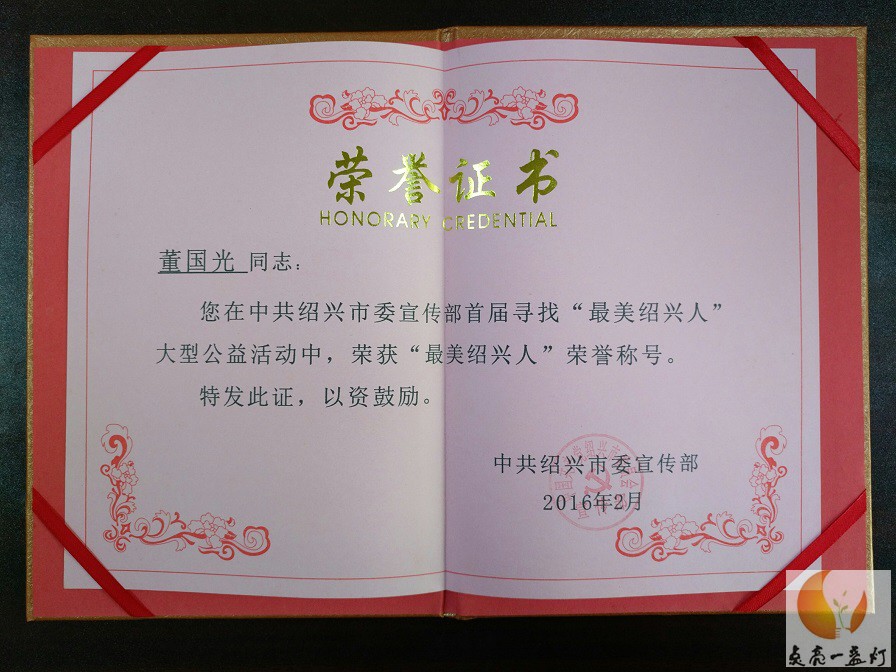 荣誉证书
HONORARY CREDENTIAL
董国光 同志：
您在中共绍兴市委宣传部首届寻找“最美绍兴人”
大型公益活动中，荣获“最美绍兴人”荣誉称号。
特发此证，以资鼓励。
中共绍兴市委宣传部
2016年2月
点亮一盏灯